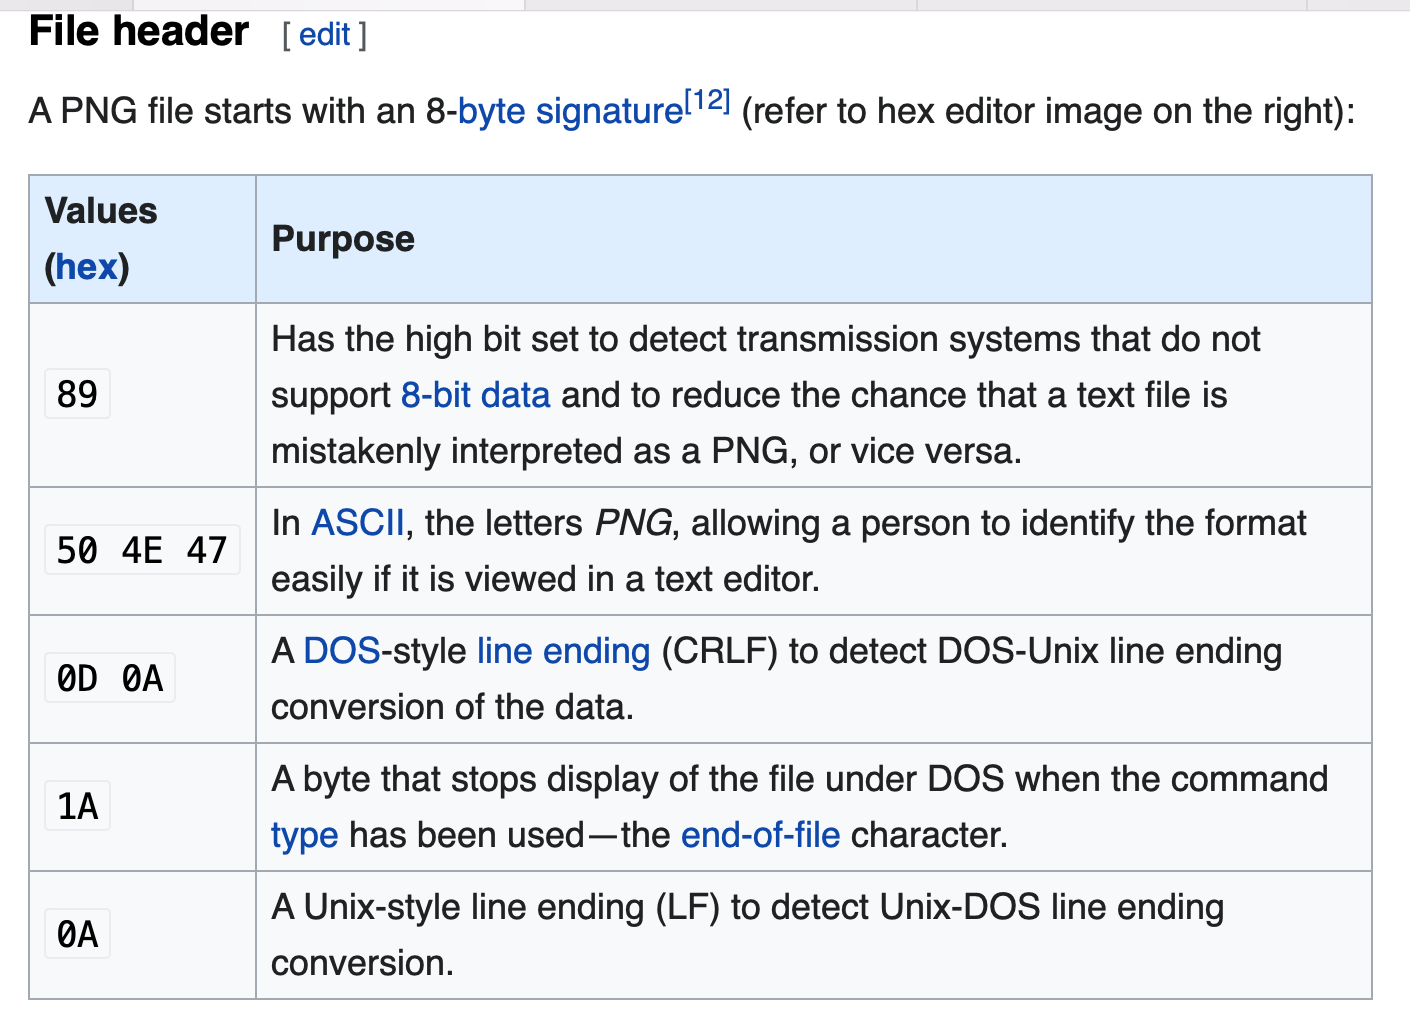 File header [ edit ]
A PNG file starts with an 8-byte signature[12] (refer to hex editor image on the right):
Values
(hex)
Purpose
89
Has the high bit set to detect transmission systems that do not
support 8-bit data and to reduce the chance that a text file is
mistakenly interpreted as a PNG, or vice versa.
50 4E 47
In ASCII, the letters PNG, allowing a person to identify the format
easily if it is viewed in a text editor.
0D 0A
A DOS-style line ending (CRLF) to detect DOS-Unix line ending
conversion of the data.
1A
A byte that stops display of the file under DOS when the command
type has been used—the end-of-file character.
0A
A Unix-style line ending (LF) to detect Unix-DOS line ending
conversion.